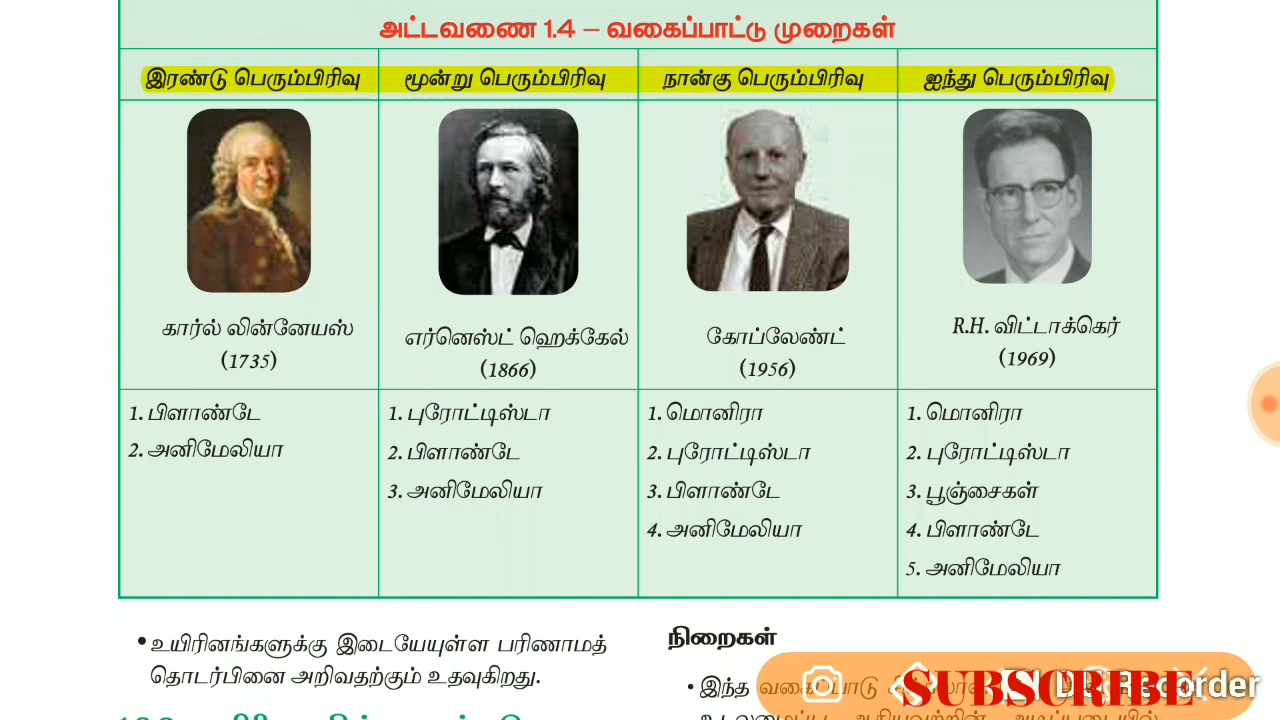 அட்டவணை 1.4 – வகைப்பாட்டு முறைகள்
இரண்டு பெரும்பிரிவு
மூன்று பெரும்பிரிவு
நான்கு பெரும்பிரிவு
ஐந்து பெரும்பிரிவு
கார்ல் லின்னேயஸ்
(1735)
எர்னெஸ்ட் ஹெக்கேல்
(1866)
கோப்லேண்ட்
(1956)
R.H. விட்டாக்கெர்
(1969)
1. பிளாண்டே
2. அனிமேலியா
1. புரோட்டிஸ்டா
2. பிளாண்டே
3. அனிமேலியா
1. மொனிரா
2. புரோட்டிஸ்டா
3. பிளாண்டே
4. அனிமேலியா
1. மொனிரா
2. புரோட்டிஸ்டா
3. பூஞ்சைகள்
4. பிளாண்டே
5. அனிமேலியா
• உயிரினங்களுக்கு இடையேயுள்ள பரிணாமத்
தொடர்பினை அறிவதற்கும் உதவுகிறது.
நிறைகள்
• இந்த
SUBSCRIBE